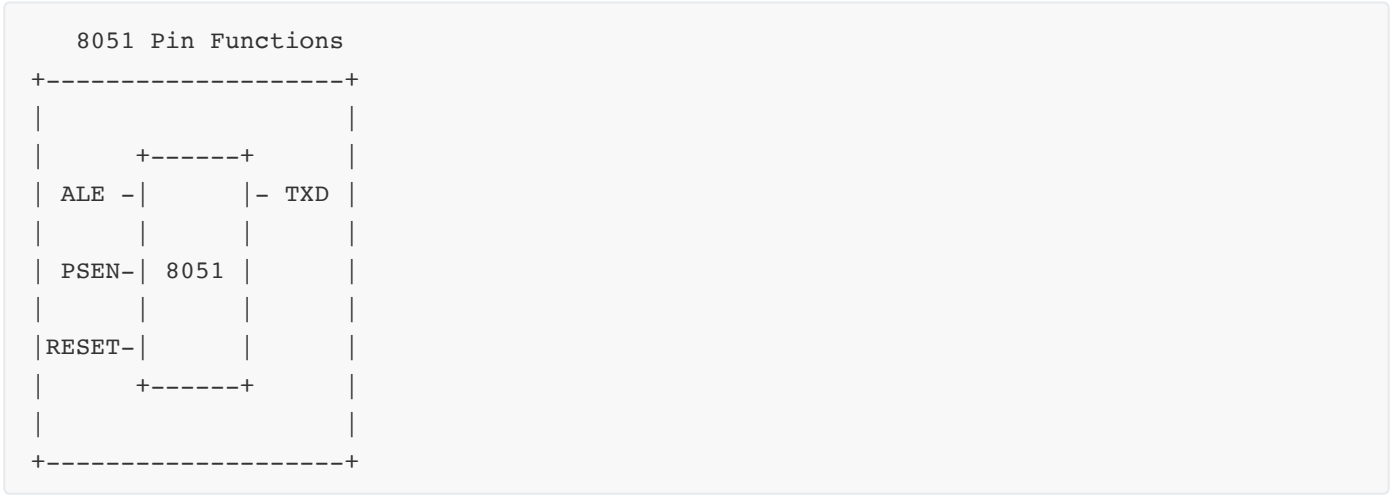 8051 Pin Functions
+--------------------+
|                    |
|      +------+      |
| ALE -|      |- TXD |
|      |      |      |
| PSEN-| 8051 |      |
|      |      |      |
|RESET-|      |      |
|      +------+      |
|                    |
+--------------------+